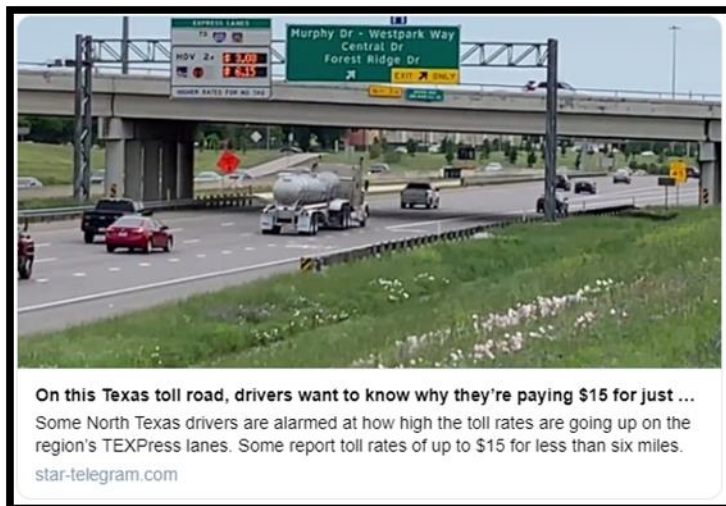 EXPRESS LANES
TO
HOV 2+ $ 3.00
$ 6.15
HIGHER RATES FOR NO TAG
Murphy Dr - Westpark Way
Central Dr
Forest Ridge Dr
EXIT ONLY
On this Texas toll road, drivers want to know why they're paying $15 for just ...
Some North Texas drivers are alarmed at how high the toll rates are going up on the
region's TEXPress lanes. Some report toll rates of up to $15 for less than six miles.
star-telegram.com